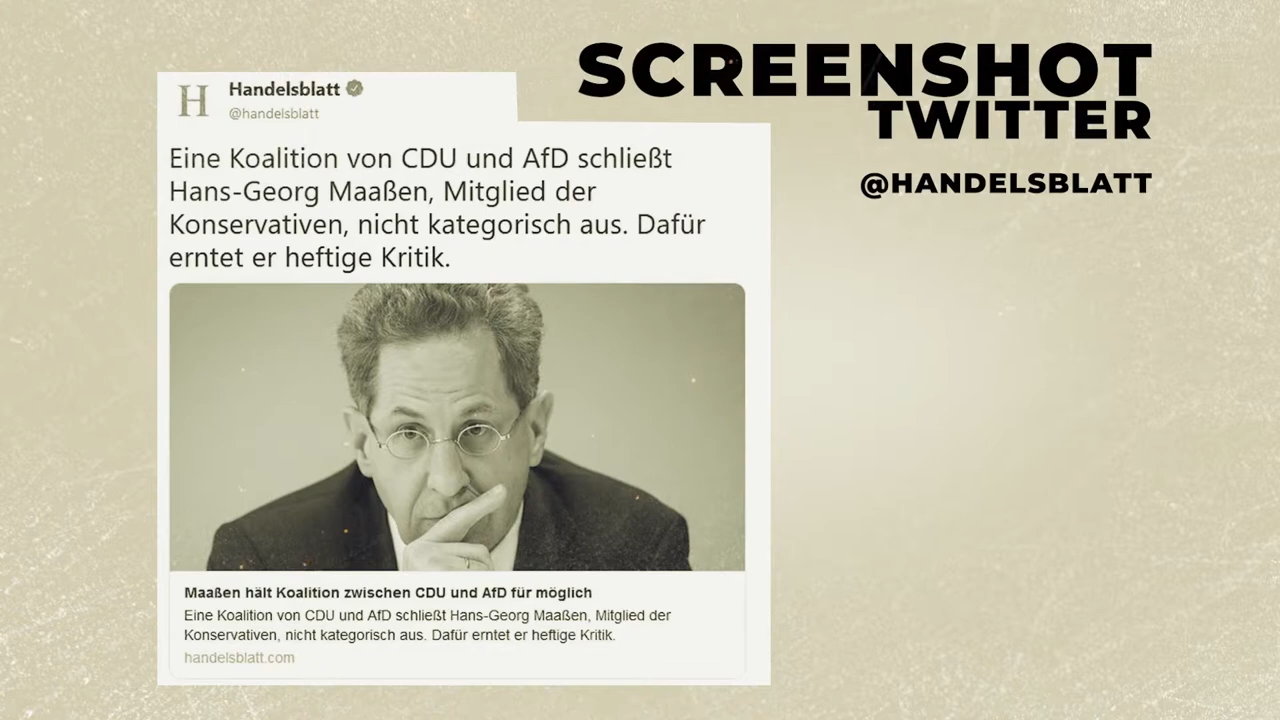 SCREENSHOT
TWITTER
@HANDELSBLATT
H
Handelsblatt
@handelsblatt
Eine Koalition von CDU und AfD schließt
Hans-Georg Maaßen, Mitglied der
Konservativen, nicht kategorisch aus. Dafür
erntet er heftige Kritik.
Maaßen hält Koalition zwischen CDU und AfD für möglich
Eine Koalition von CDU und AfD schließt Hans-Georg Maaßen, Mitglied der
Konservativen, nicht kategorisch aus. Dafür erntet er heftige Kritik.
handelsblatt.com